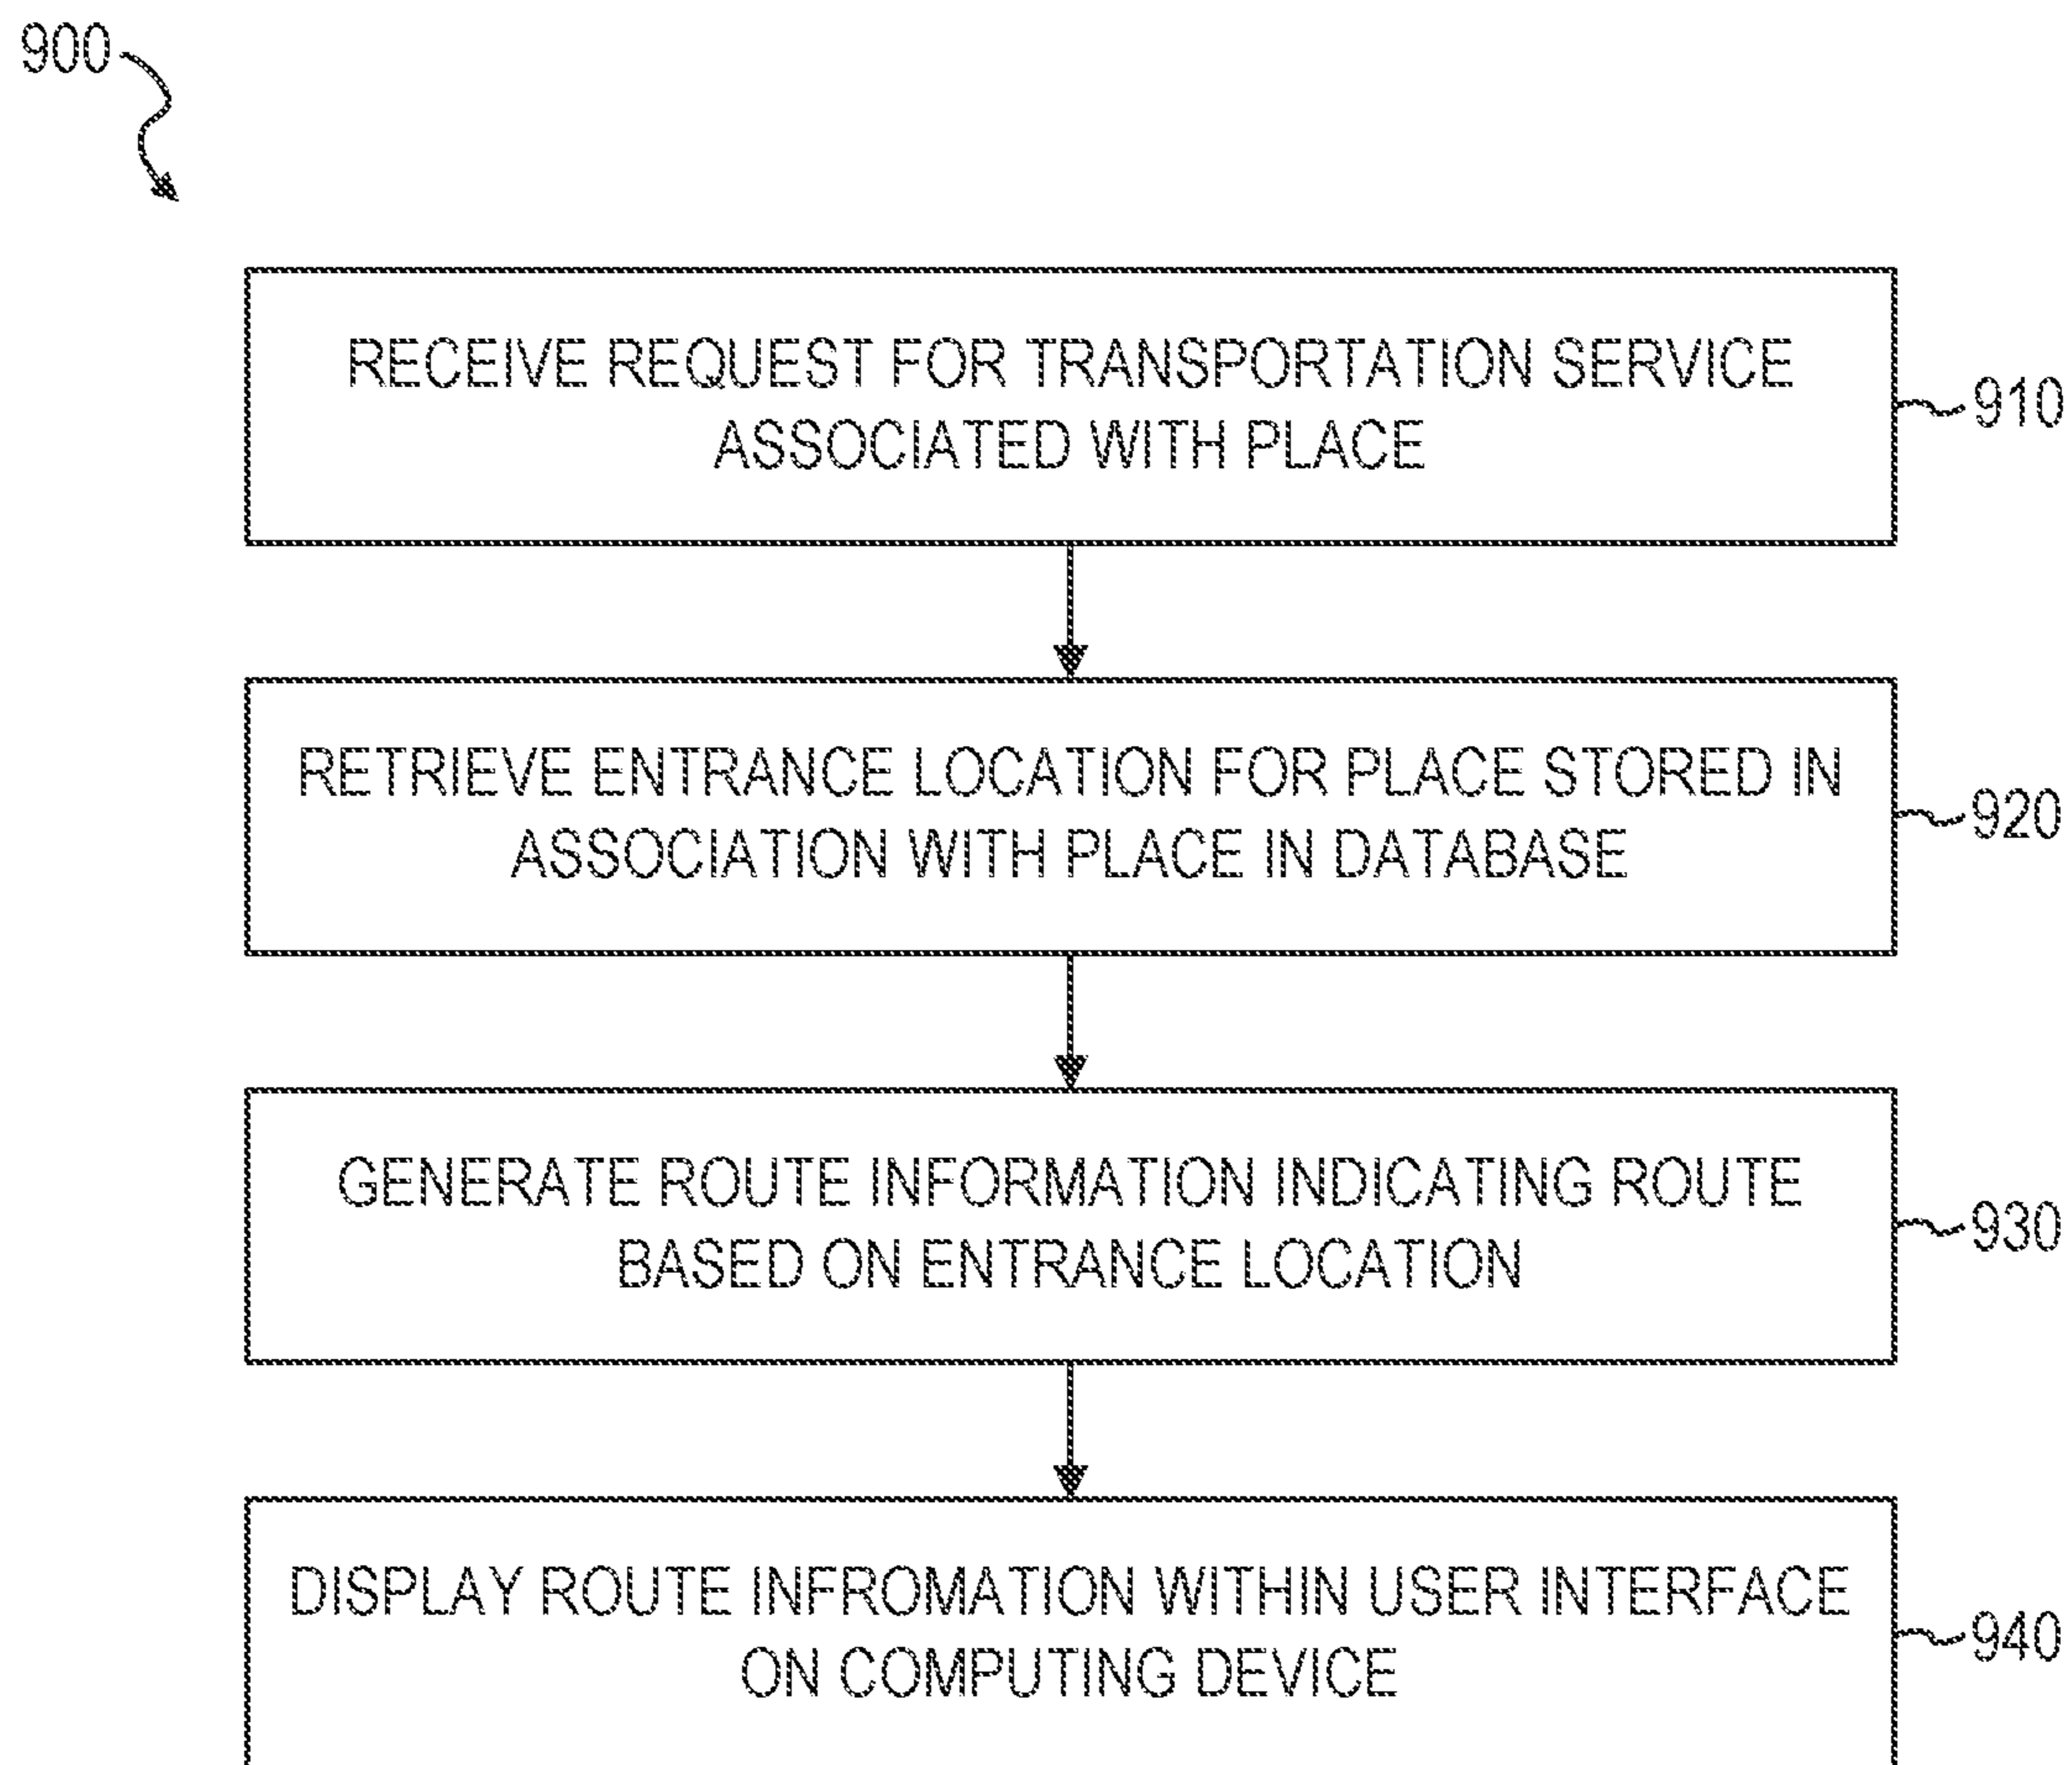 900
RECEIVE REQUEST FOR TRANSPORTATION SERVICE
ASSOCIATED WITH PLACE
910
RETRIEVE ENTRANCE LOCATION FOR PLACE STORED IN
ASSOCIATION WITH PLACE IN DATABASE
920
GENERATE ROUTE INFORMATION INDICATING ROUTE
BASED ON ENTRANCE LOCATION
930
DISPLAY ROUTE INFROMATION WITHIN USER INTERFACE
ON COMPUTING DEVICE
940